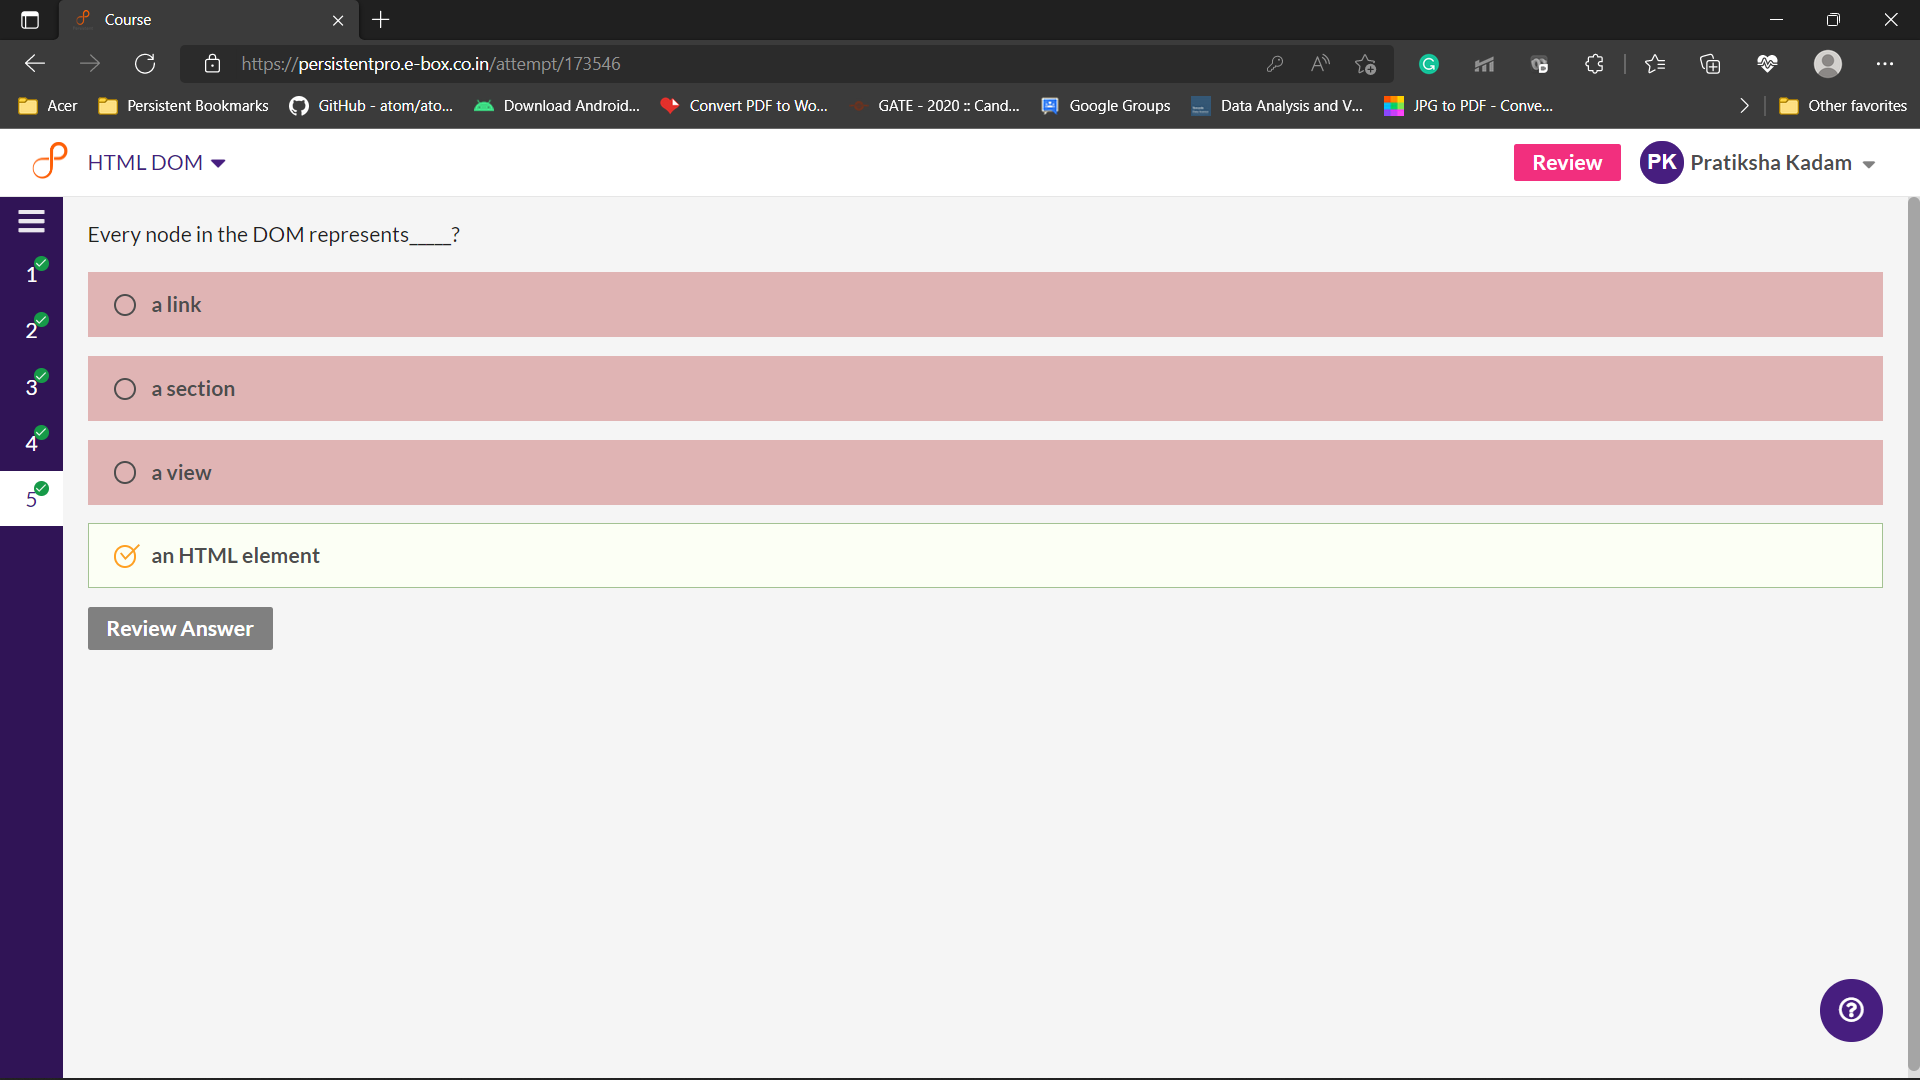 Course
https://persistentpro.e-box.co.in/attempt/173546
Acer
Persistent Bookmarks
GitHub - atom/ato...
Download Android...
Convert PDF to Wo...
GATE - 2020 :: Cand...
Google Groups
Data Analysis and V...
JPG to PDF - Conve...
Other favorites
HTML DOM
Review
PK
Pratiksha Kadam
Every node in the DOM represents_____?
1
2
3
4
5
a link
a section
a view
an HTML element
Review Answer